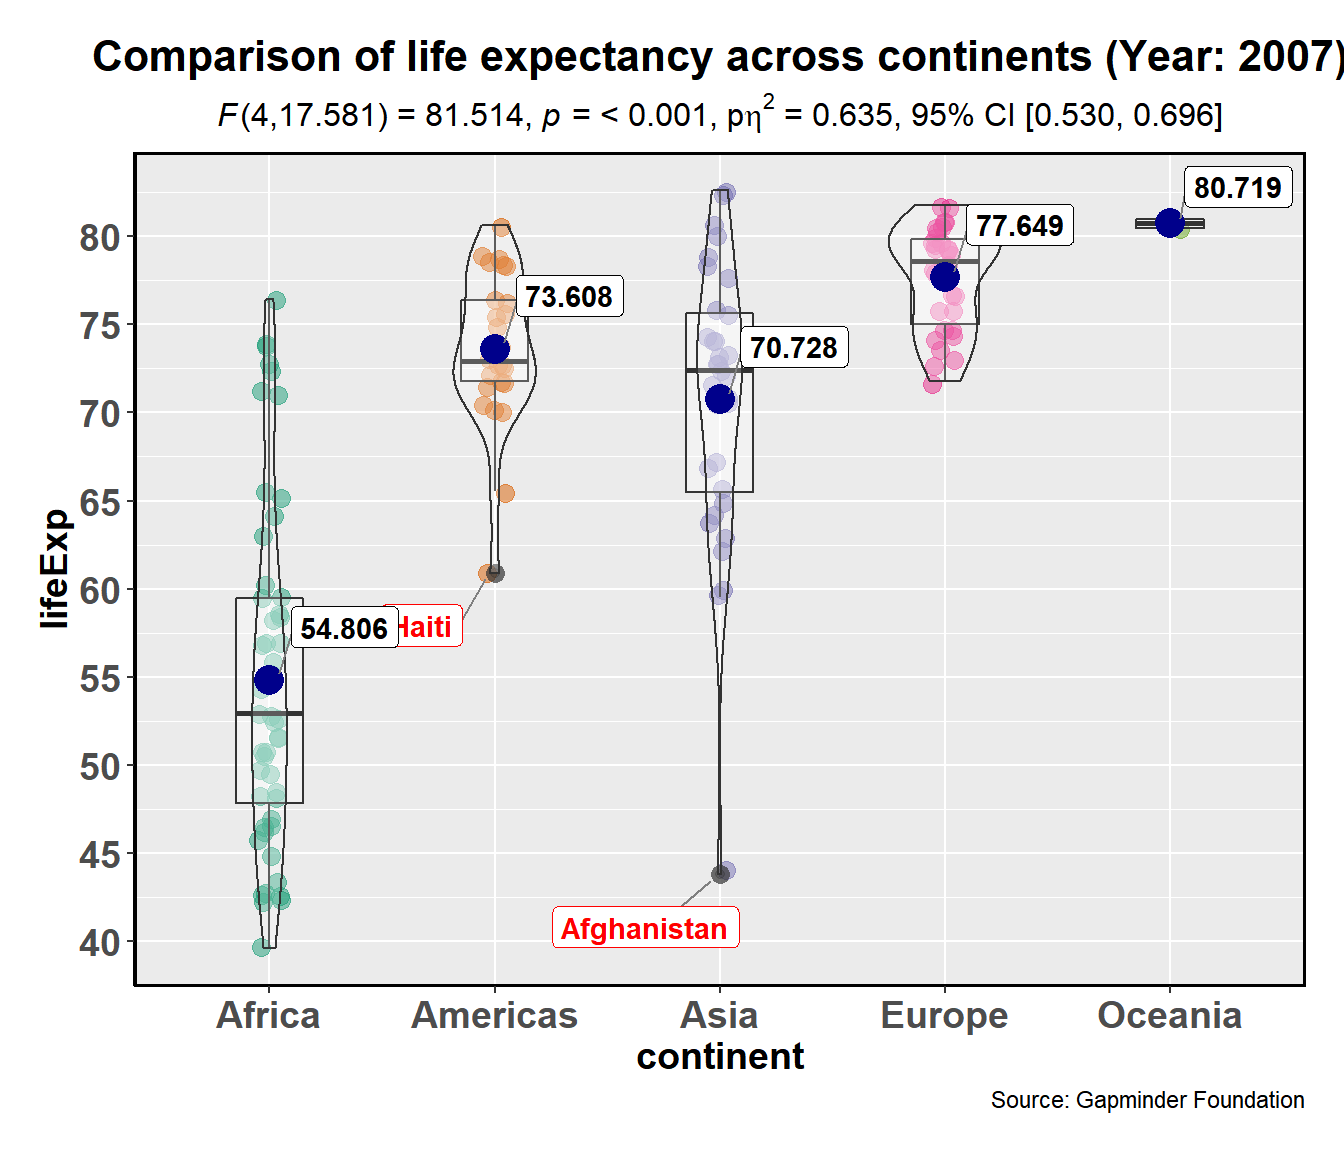 Comparison of life expectancy across continents (Year: 2007)
F(4,17.581) = 81.514, p = < 0.001, pη² = 0.635, 95% CI [0.530, 0.696]
lifeExp
80
75
70
65
60
55
50
45
40
80.719
77.649
73.608
70.728
54.806
Haiti
Afghanistan
Africa Americas Asia Europe Oceania
continent
Source: Gapminder Foundation